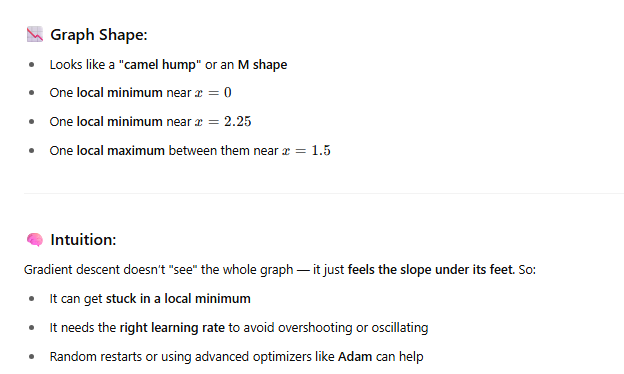 Graph Shape:
Looks like a "camel hump" or an M shape
One local minimum near x = 0
One local minimum near x = 2.25
One local maximum between them near x = 1.5
Intuition:
Gradient descent doesn't "see" the whole graph — it just feels the slope under its feet. So:
It can get stuck in a local minimum
It needs the right learning rate to avoid overshooting or oscillating
Random restarts or using advanced optimizers like Adam can help